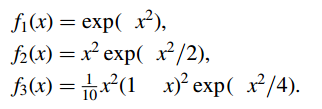 f₁(x) = exp( x²),
f₂(x) = x² exp( x²/2),
f₃(x) = 1/10 x²(1 x)² exp( x²/4).